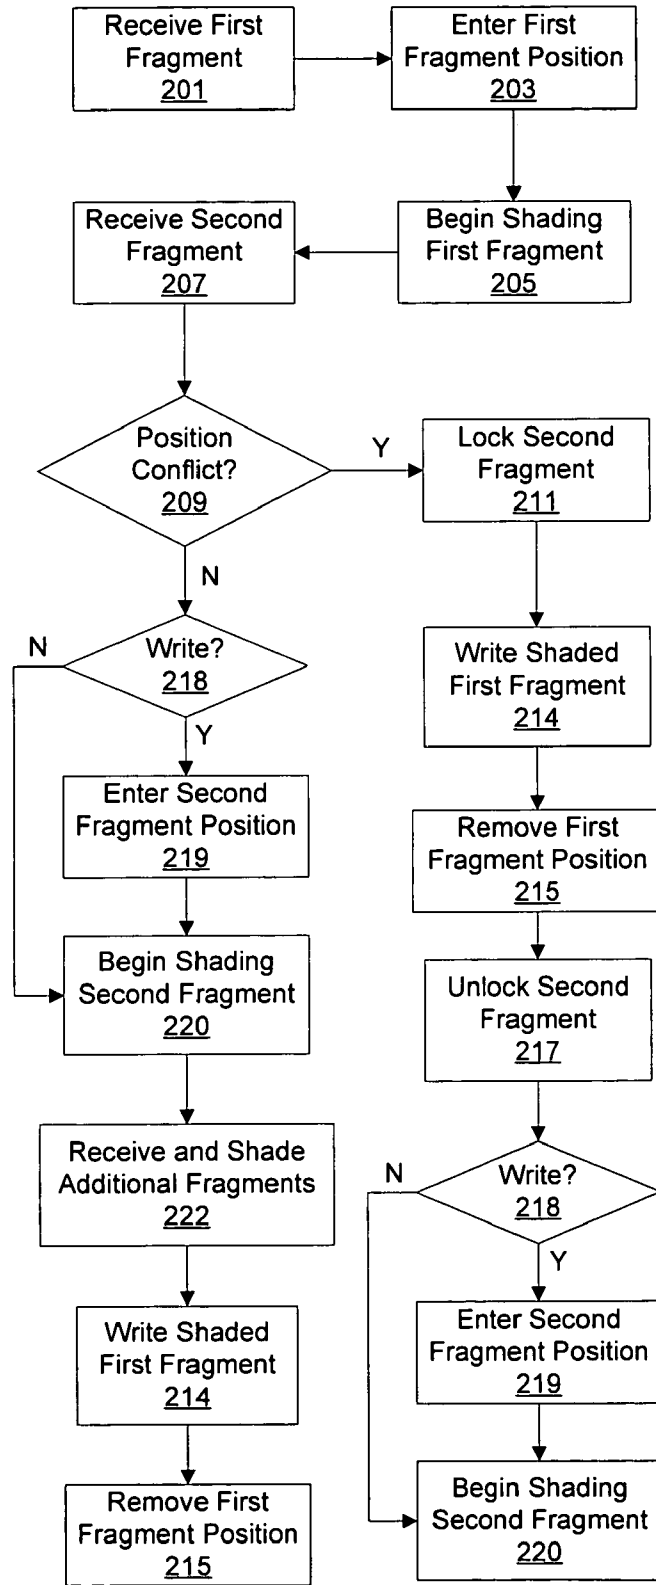 Receive First
Fragment
201
Enter First
Fragment Position
203
Receive Second
Fragment
207
Begin Shading
First Fragment
205
Position
Conflict?
209
Y
Lock Second
Fragment
211
N
N
Write?
218
Y
Write Shaded
First Fragment
214
Enter Second
Fragment Position
219
Remove First
Fragment Position
215
Begin Shading
Second Fragment
220
Unlock Second
Fragment
217
Receive and Shade
Additional Fragments
222
N
Write?
218
Y
Write Shaded
First Fragment
214
Enter Second
Fragment Position
219
Remove First
Fragment Position
215
Begin Shading
Second Fragment
220